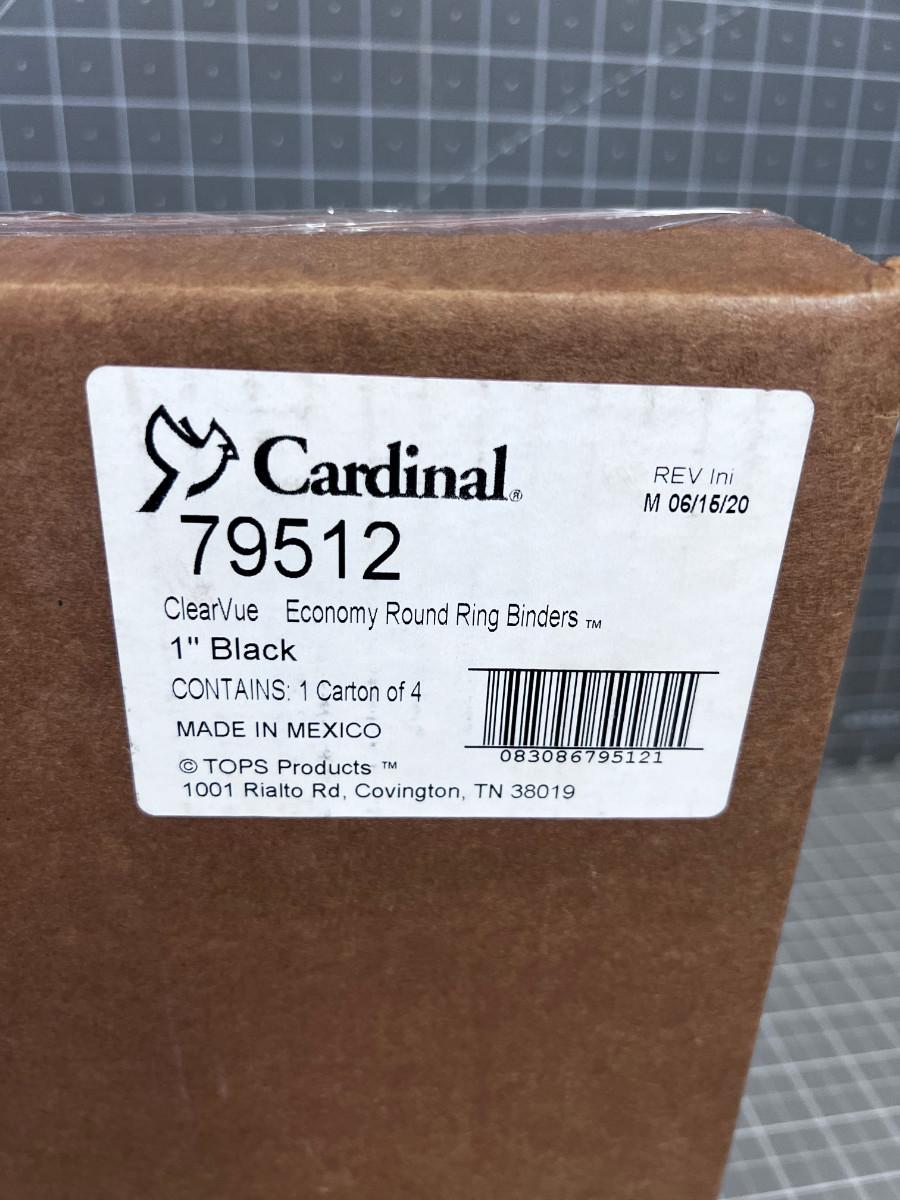 Cardinal®
REV Ini
M 06/15/20
79512
ClearVue Economy Round Ring Binders ™
1" Black
CONTAINS: 1 Carton of 4
MADE IN MEXICO
083086795121
© TOPS Products ™
1001 Rialto Rd, Covington, TN 38019